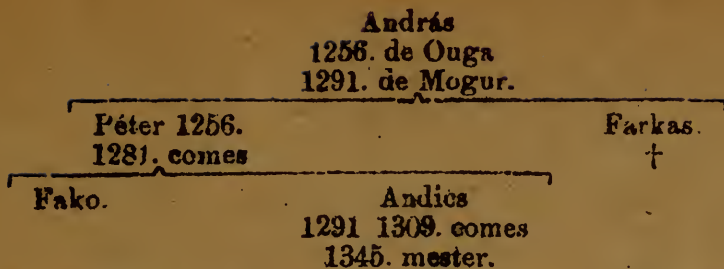 András
1256. de Ouga
1291. de Mogur.
Péter 1256. Farkas.
1281. comes †
Fako. Andics
1291 1309. comes
1345. mester.